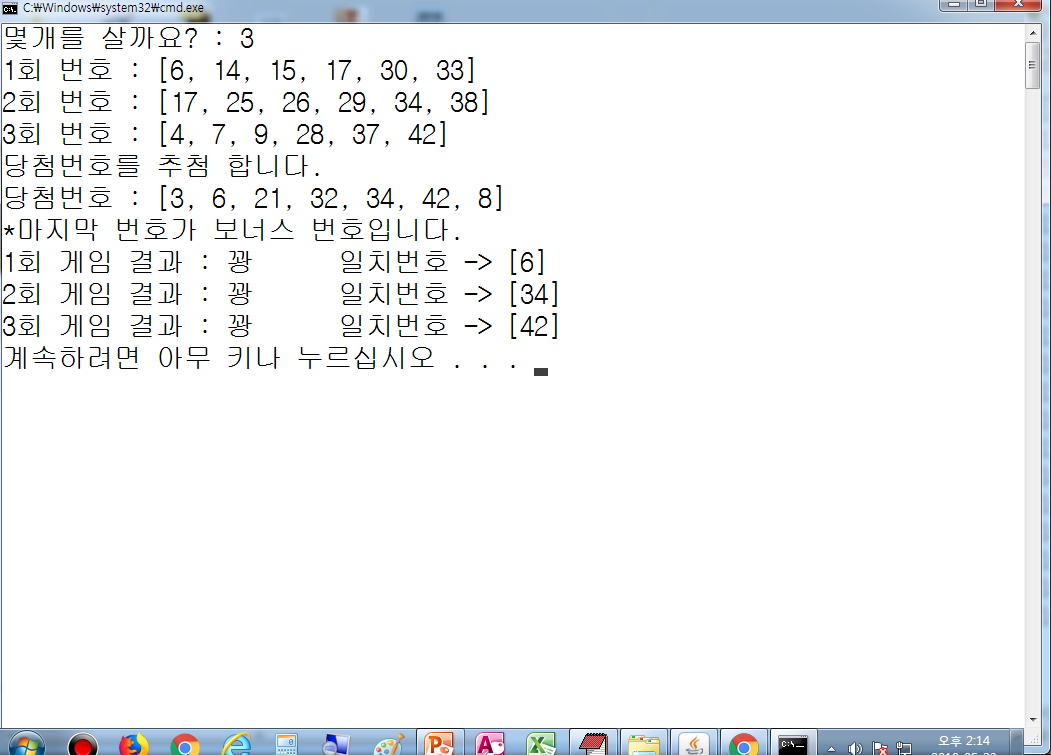 C:\Windows\system32\cmd.exe
몇개를 살까요? : 3
1회 번호 : [6, 14, 15, 17, 30, 33]
2회 번호 : [17, 25, 26, 29, 34, 38]
3회 번호 : [4, 7, 9, 28, 37, 42]
당첨번호를 추첨 합니다.
당첨번호 : [3, 6, 21, 32, 34, 42, 8]
*마지막 번호가 보너스 번호입니다.
1회 게임 결과 : 꽝 일치번호 -> [6]
2회 게임 결과 : 꽝 일치번호 -> [34]
3회 게임 결과 : 꽝 일치번호 -> [42]
계속하려면 아무 키나 누르십시오 . . .
오후 2:14